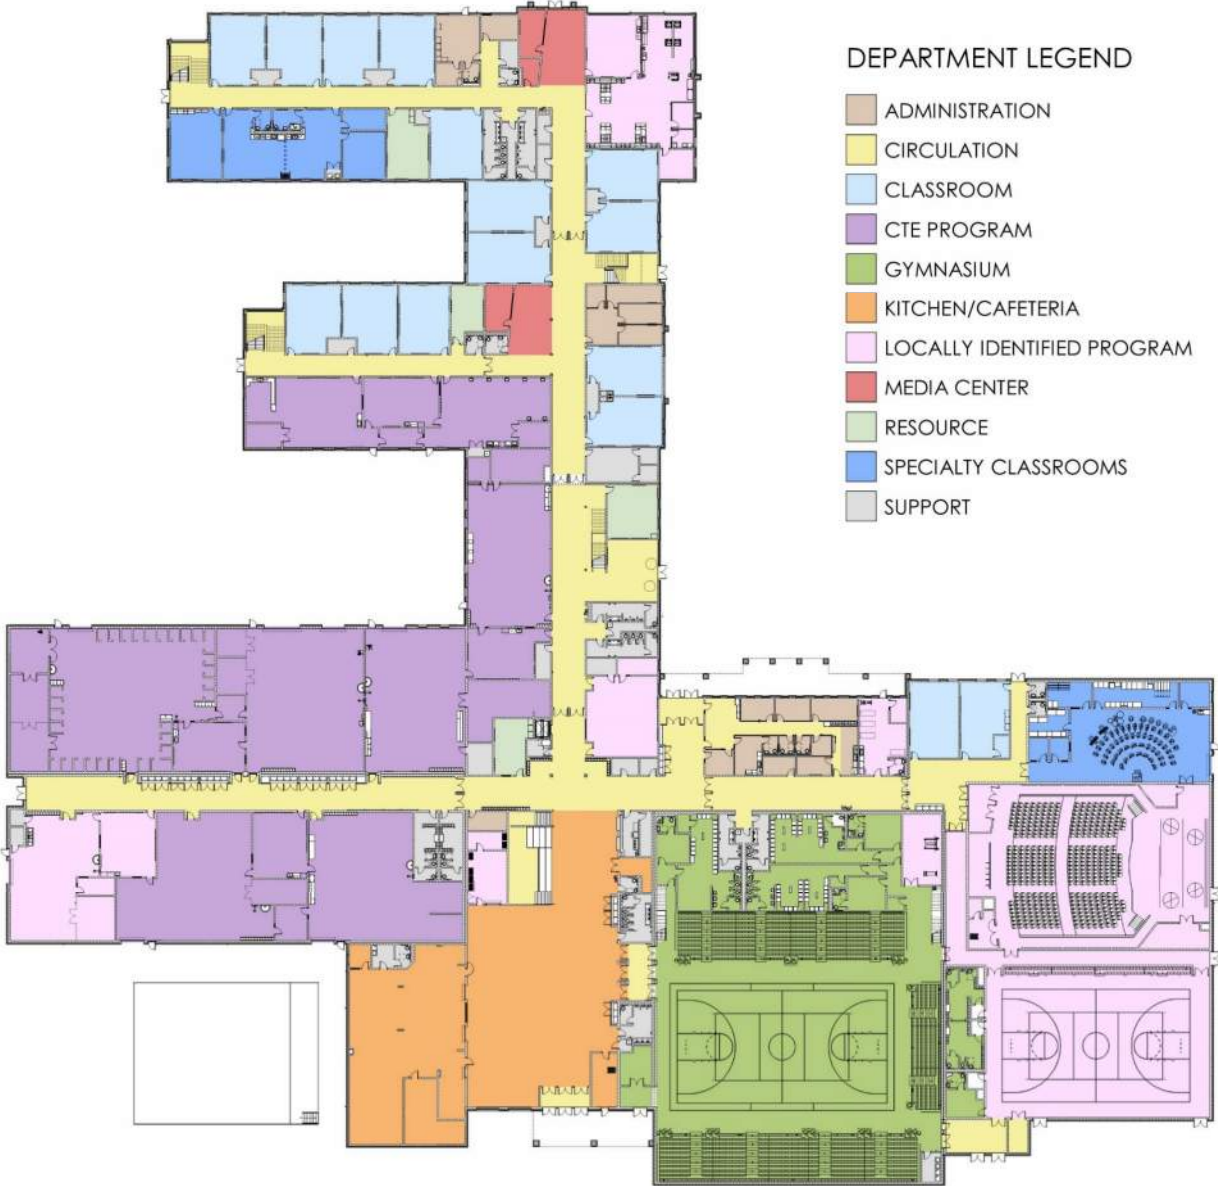 DEPARTMENT LEGEND
ADMINISTRATION
CIRCULATION
CLASSROOM
CTE PROGRAM
GYMNASIUM
KITCHEN/CAFETERIA
LOCALLY IDENTIFIED PROGRAM
MEDIA CENTER
RESOURCE
SPECIALTY CLASSROOMS
SUPPORT